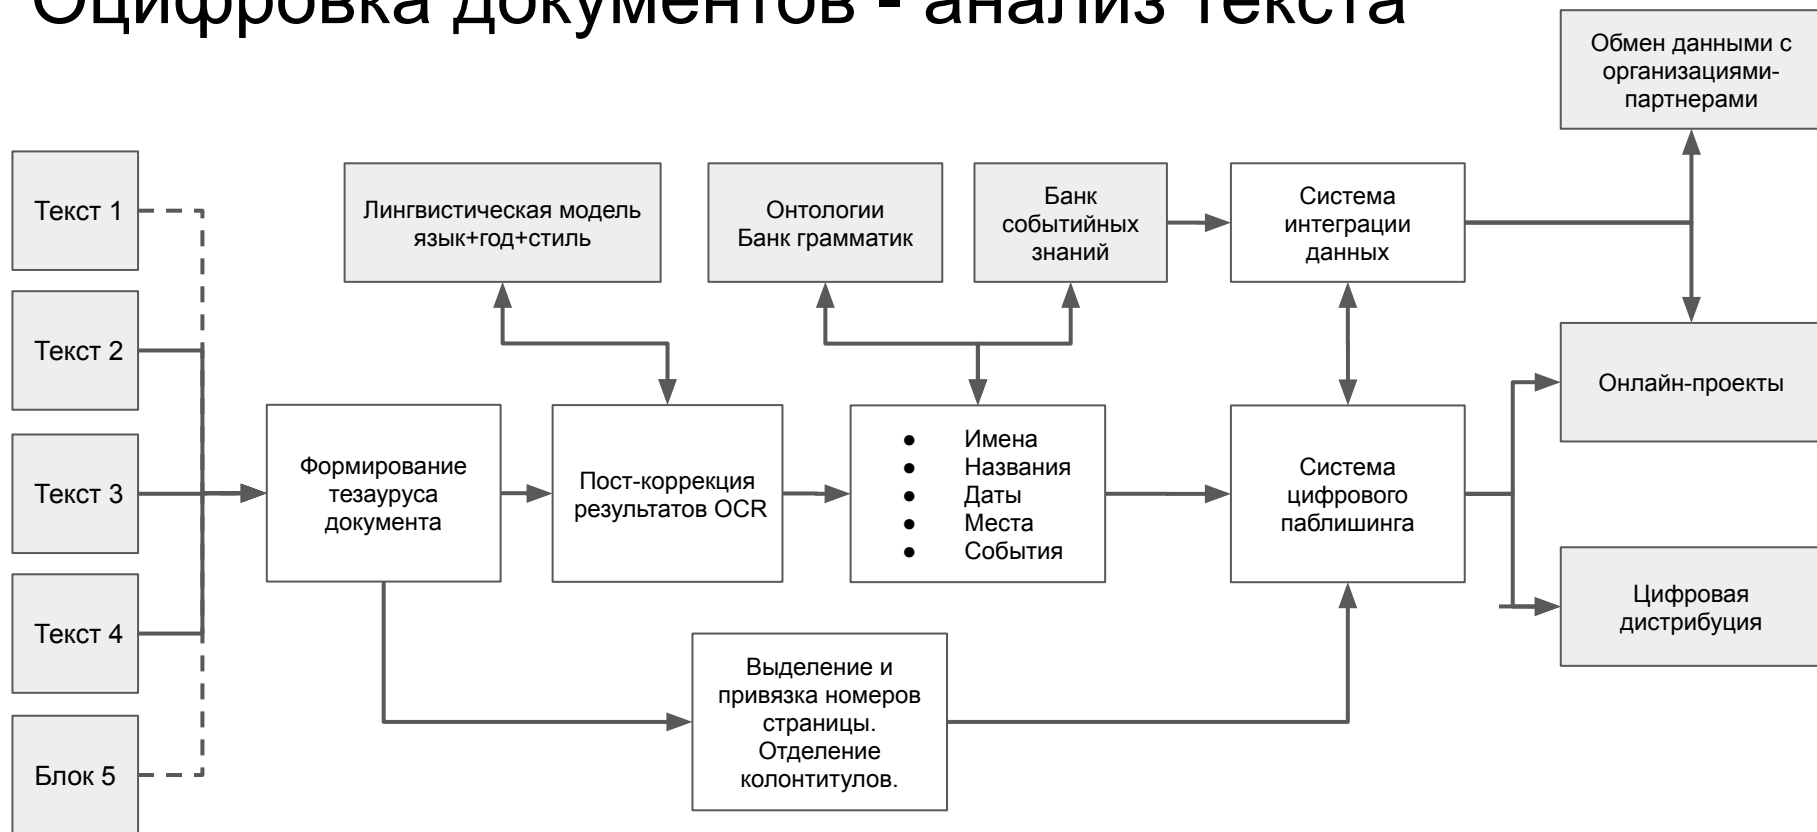 Оцифровка документов - анализ текста
Обмен данными с
организациями-
партнерами
Текст 1
Лингвистическая модель
язык+год+стиль
Онтологии
Банк грамматик
Банк
событийных
знаний
Система
интеграции
данных
Текст 2
Онлайн-проекты
Текст 3
Формирование
тезауруса
документа
Пост-коррекция
результатов OCR
● Имена
● Названия
● Даты
● Места
● События
Система
цифрового
паблишинга
Текст 4
Цифровая
дистрибуция
Выделение и
привязка номеров
страницы.
Отделение
колонтитулов.
Блок 5